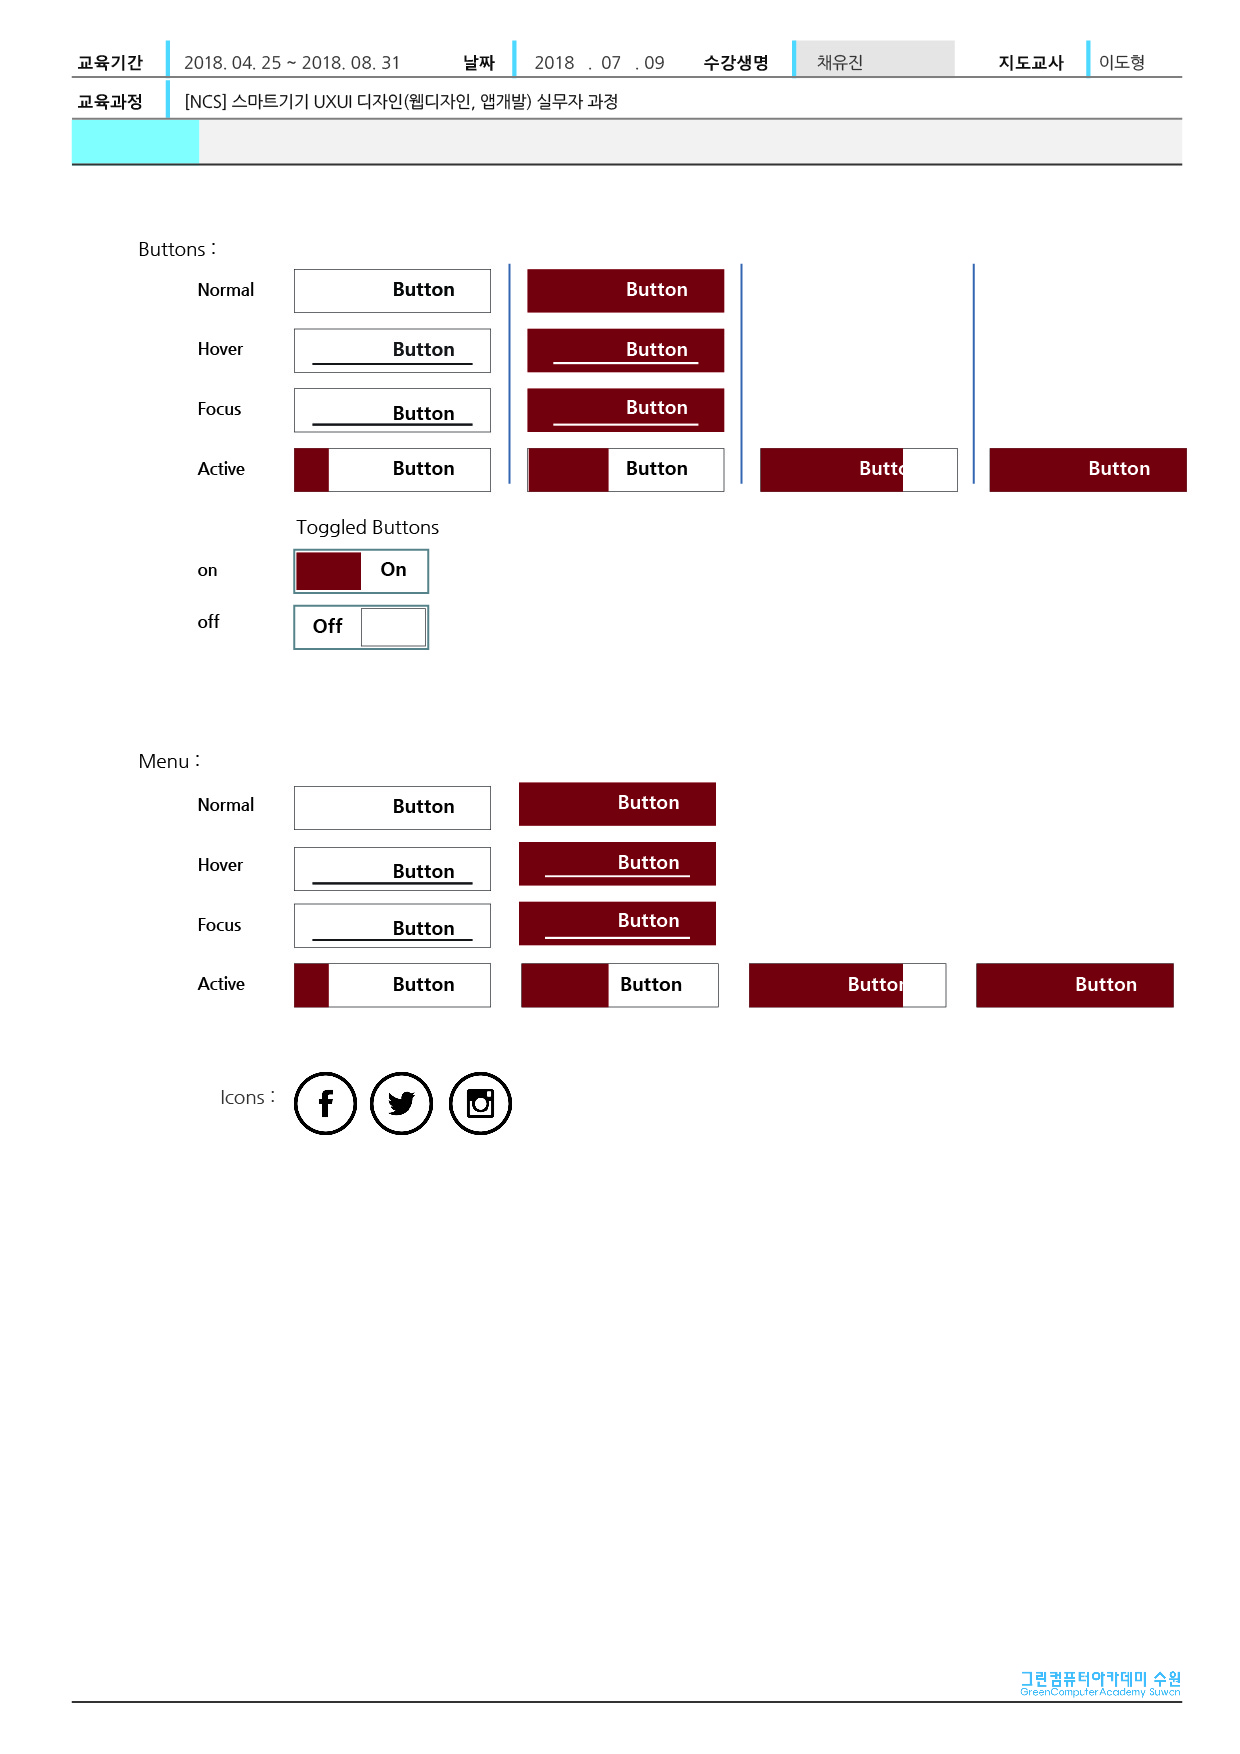 교육기간 2018. 04. 25 ~ 2018. 08. 31 날짜 2018 . 07 . 09 수강생명 채유진 지도교사 이도형
교육과정 [NCS] 스마트기기 UXUI 디자인(웹디자인, 앱개발) 실무자 과정
Buttons :
Normal Button Button
Hover Button Button
Focus Button Button
Active Button Button Butto Button
Toggled Buttons
on On
off Off
Menu :
Normal Button Button
Hover Button Button
Focus Button Button
Active Button Button Button Button
Icons :
그린컴퓨터아카데미 수원
GreenComputerAcademy Suwon